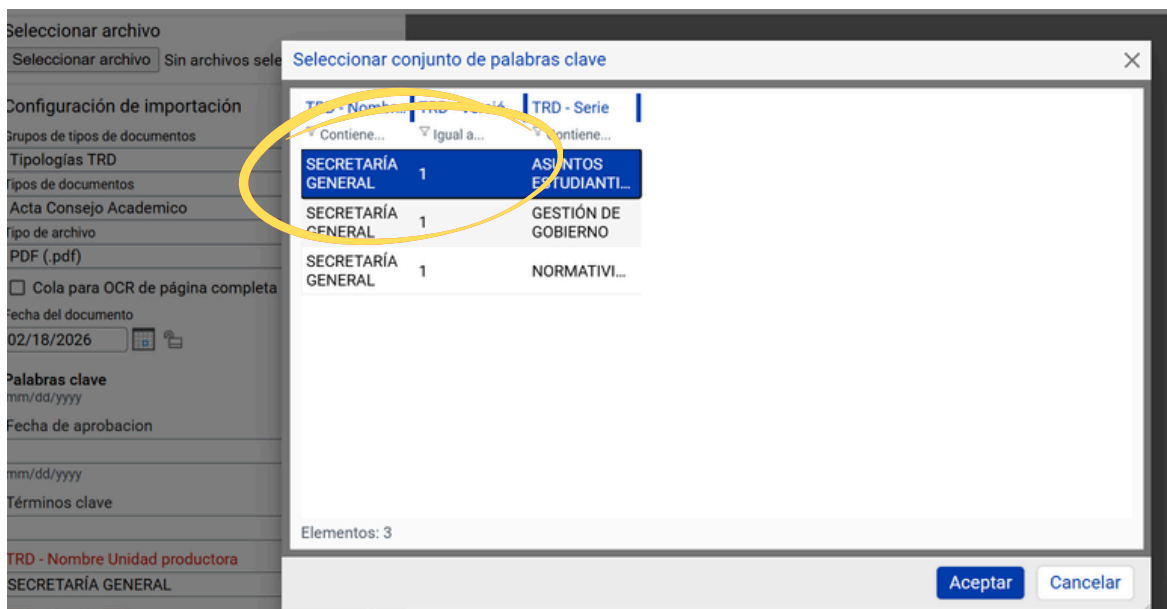 Seleccionar archivo
Seleccionar archivo Sin archivos sele
Configuración de importación
Grupos de tipos de documentos
Tipologías TRD
Tipos de documentos
Acta Consejo Academico
Tipo de archivo
PDF (.pdf)
Cola para OCR de página completa
Fecha del documento
02/18/2026
Palabras clave
mm/dd/yyyy
Fecha de aprobacion
mm/dd/yyyy
Términos clave
TRD - Nombre Unidad productora
SECRETARÍA GENERAL
Seleccionar conjunto de palabras clave
TRD - Nombr... TRD - Versió... TRD - Serie
Contiene... Igual a... Contiene...
SECRETARÍA GENERAL 1 ASUNTOS ESTUDIANTI...
SECRETARÍA GENERAL 1 GESTIÓN DE GOBIERNO
SECRETARÍA GENERAL 1 NORMATIVI...
Elementos: 3
Aceptar Cancelar